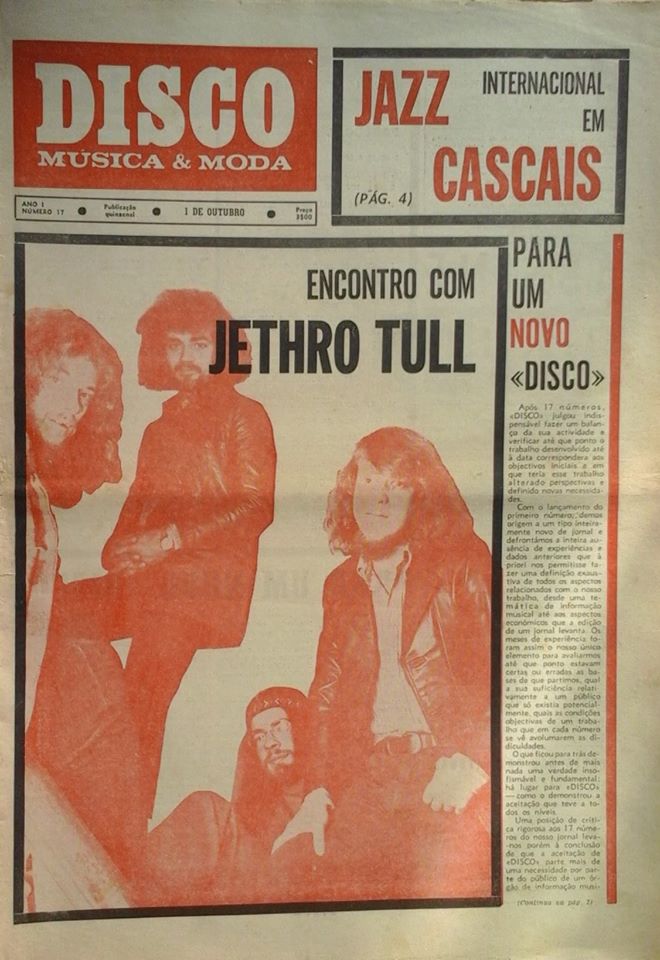 DISCO
MÚSICA & MODA
ANO I
NÚMERO 17
Publicação
quinzenal
1 DE OUTUBRO
Preço
3$00
JAZZ INTERNACIONAL
EM
CASCAIS
(PÁG. 4)
ENCONTRO COM
JETHRO TULL
PARA
UM
NOVO
«DISCO»
Após 17 números,
«DISCO» julgou indis-
pensável fazer um balan-
ço da sua actividade e
verificar até que ponto o
trabalho desenvolvido até
à data correspondera aos
objectivos iniciais e em
que teria esse trabalho
alterado perspectivas e
definido novas necessida-
des.
Com o lançamento do
primeiro número, demos
origem a um tipo inteira-
mente novo de jornal e
defrontámos a inteira au-
sência de experiências e
dados anteriores que à
priori nos permitisse fa-
zer uma definição exaus-
tiva de todos os aspectos
relacionados com o nosso
trabalho, desde uma te-
mática de informação
musical até aos aspectos
económicos que a edição
de um jornal levanta. Os
meses de experiência fo-
ram assim o nosso único
elemento para avaliarmos
até que ponto estavam
certas ou erradas as ba-
ses de que partimos, qual
a sua suficiência relati-
vamente a um público
que só existia potencial-
mente, quais as condições
objectivas de um traba-
lho que em cada número
se vê avolumarem as di-
ficuldades.
O que ficou para trás de-
monstrou antes de mais
nada uma verdade inso-
fismável e fundamental:
há lugar para «DISCO»
— como o demonstrou a
aceitação que teve a to-
dos os níveis.
Uma posição de críti-
ca rigorosa aos 17 núme-
ros do nosso jornal leva-
-nos porém à conclusão
de que a aceitação de
«DISCO» parte mais de
uma necessidade por par-
te do público de um ór-
gão de informação musi-
(Continua na pág. 2)